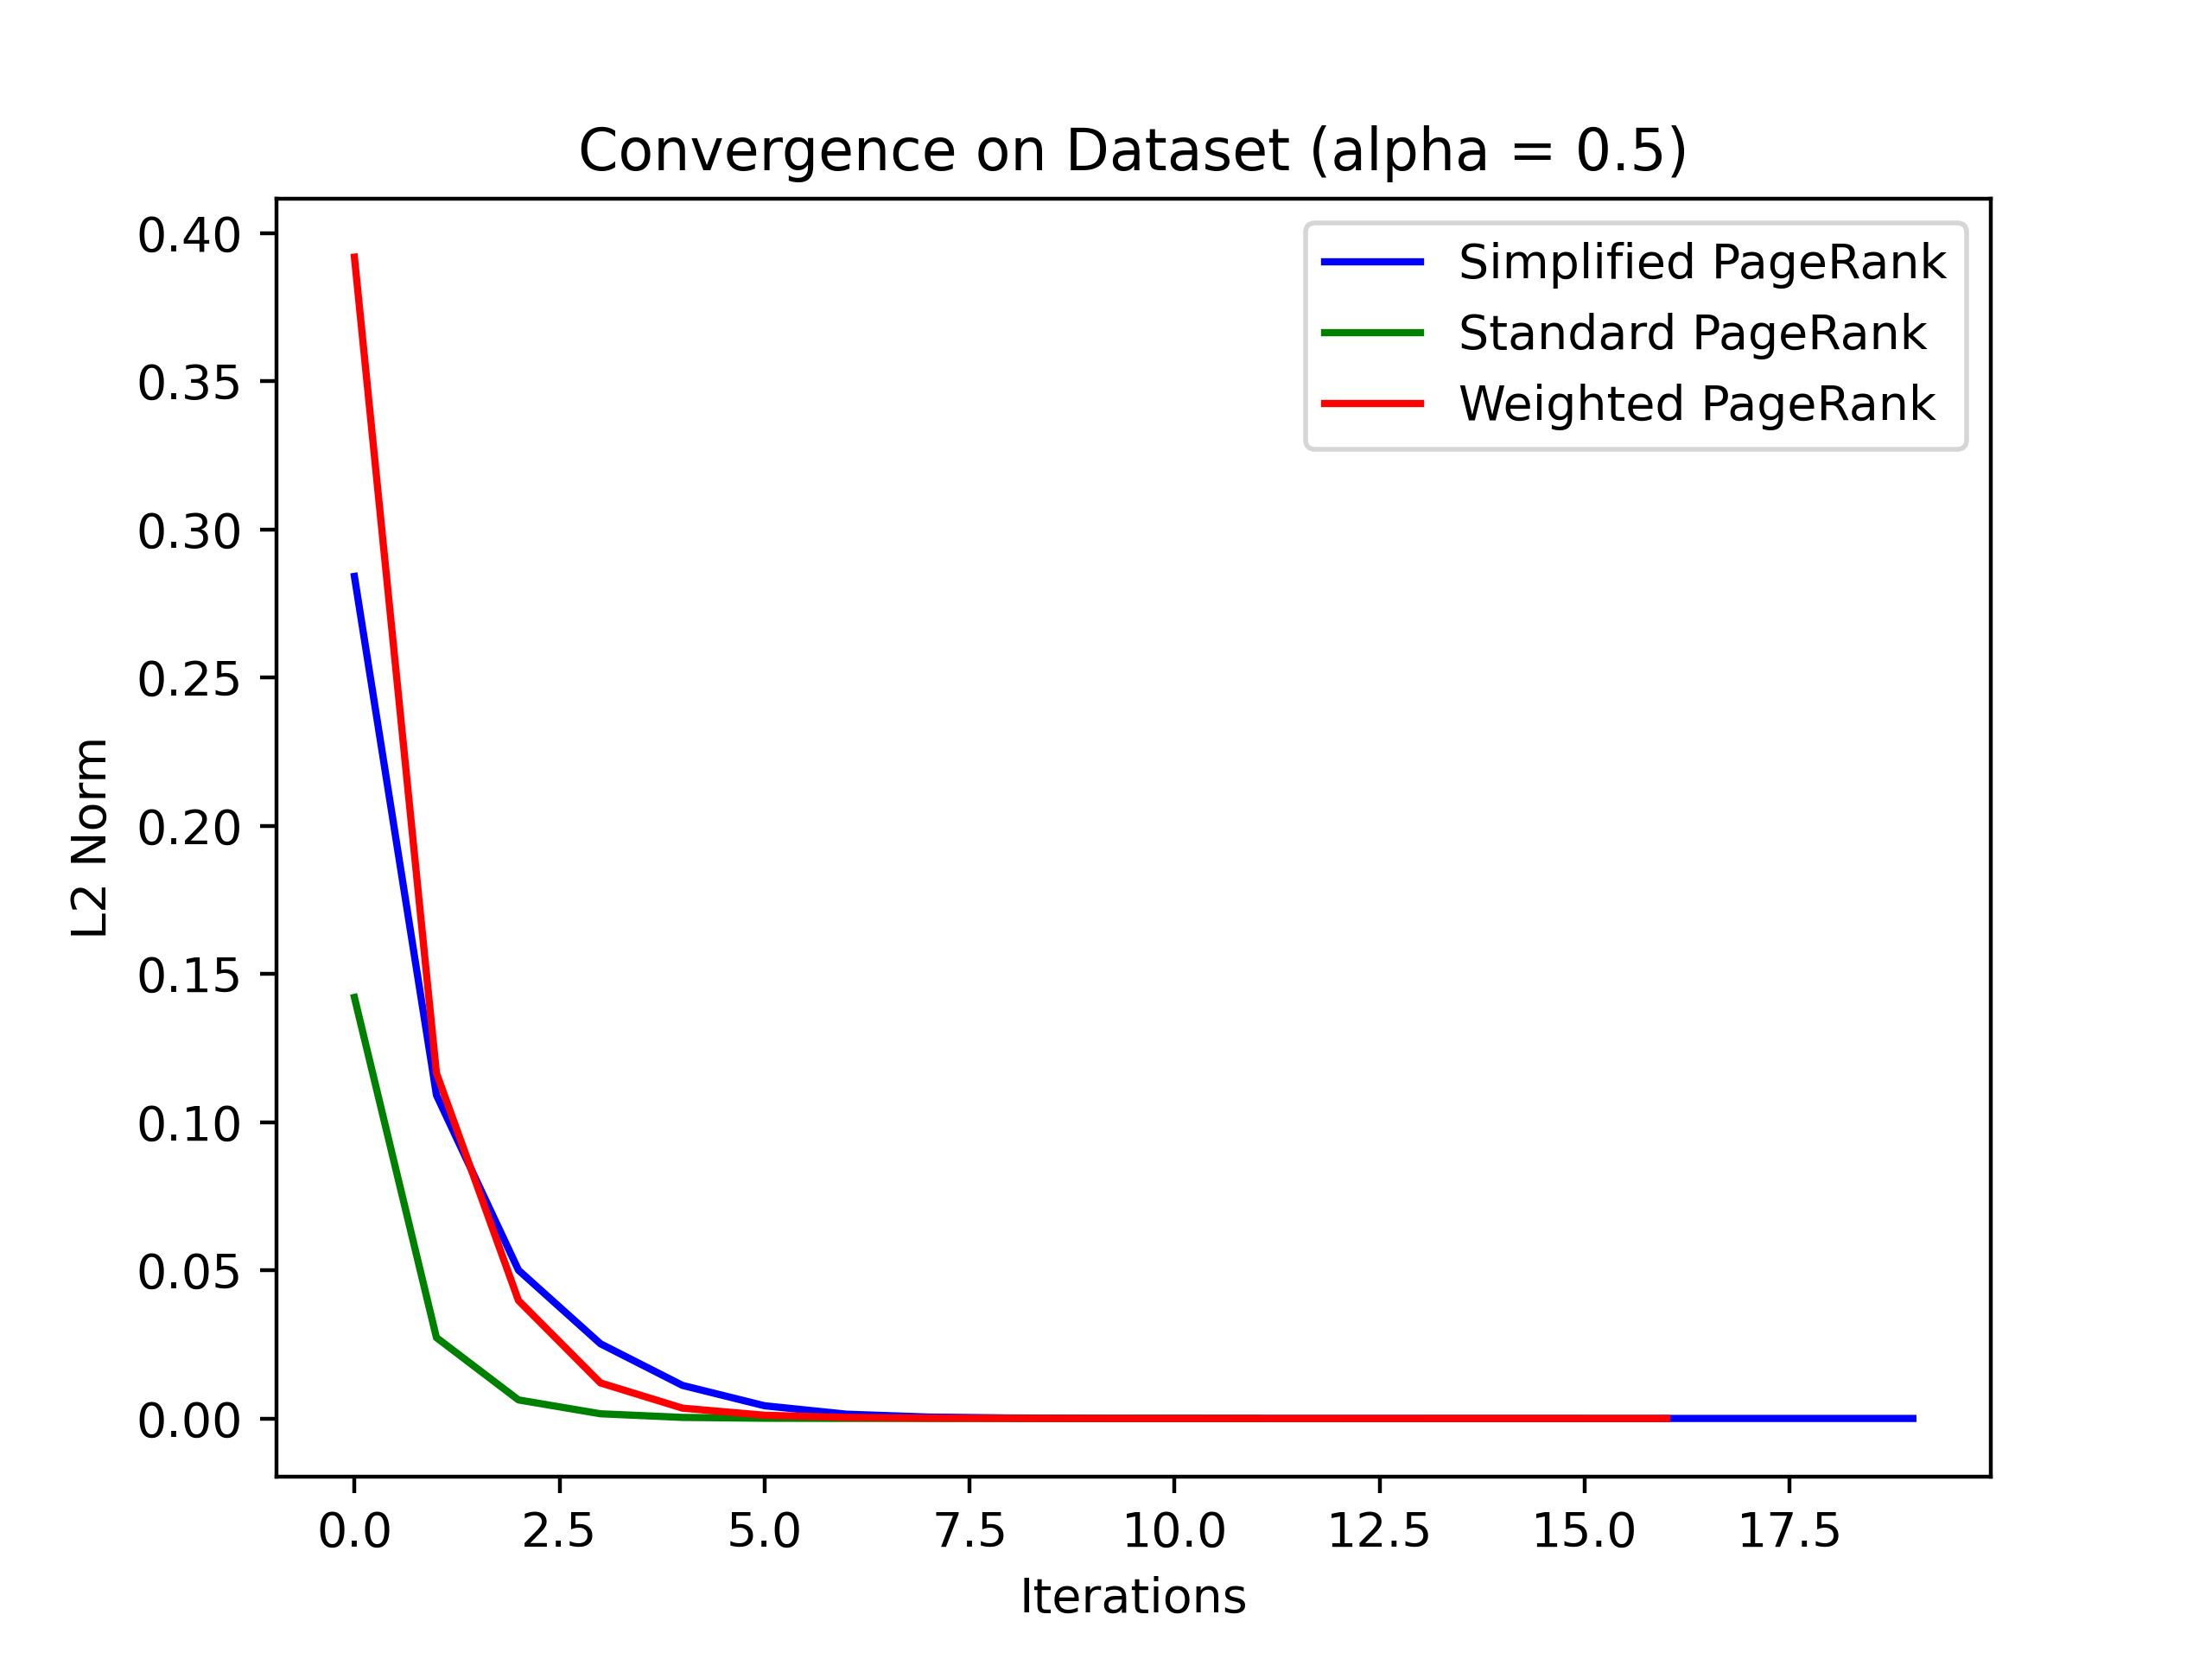 Convergence on Dataset (alpha = 0.5)
Simplified PageRank
Standard PageRank
Weighted PageRank
0.40
0.35
0.30
0.25
0.20
0.15
0.10
0.05
0.00
L2 Norm
0.0 2.5 5.0 7.5 10.0 12.5 15.0 17.5
Iterations